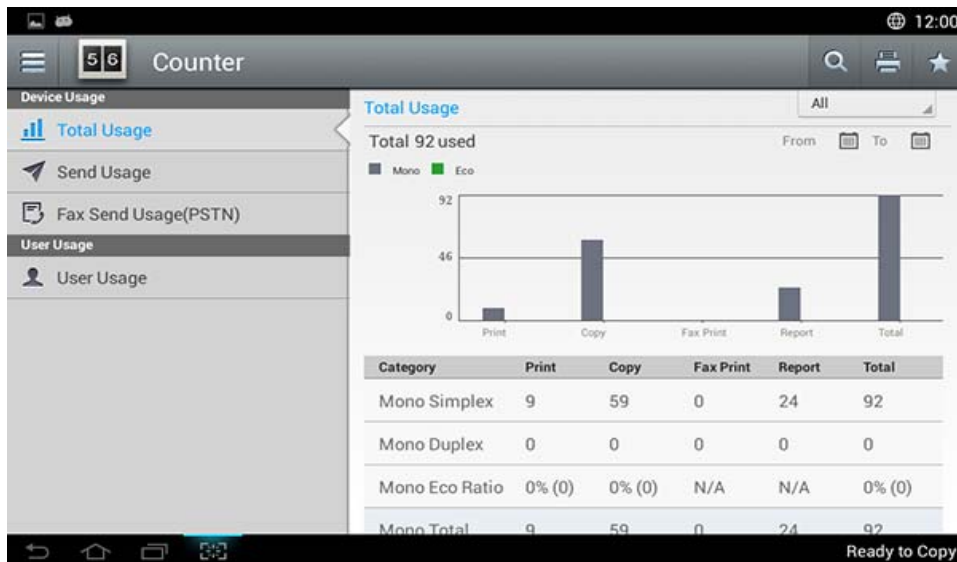 12:00
5 6 Counter
Device Usage
Total Usage
Send Usage
Fax Send Usage(PSTN)
User Usage
User Usage
Total Usage All
Total 92 used From To
Mono Eco
92
46
0
Print Copy Fax Print Report Total
Category Print Copy Fax Print Report Total
Mono Simplex 9 59 0 24 92
Mono Duplex 0 0 0 0 0
Mono Eco Ratio 0% (0) 0% (0) N/A N/A 0% (0)
Mono Total 9 59 0 24 92
Ready to Copy